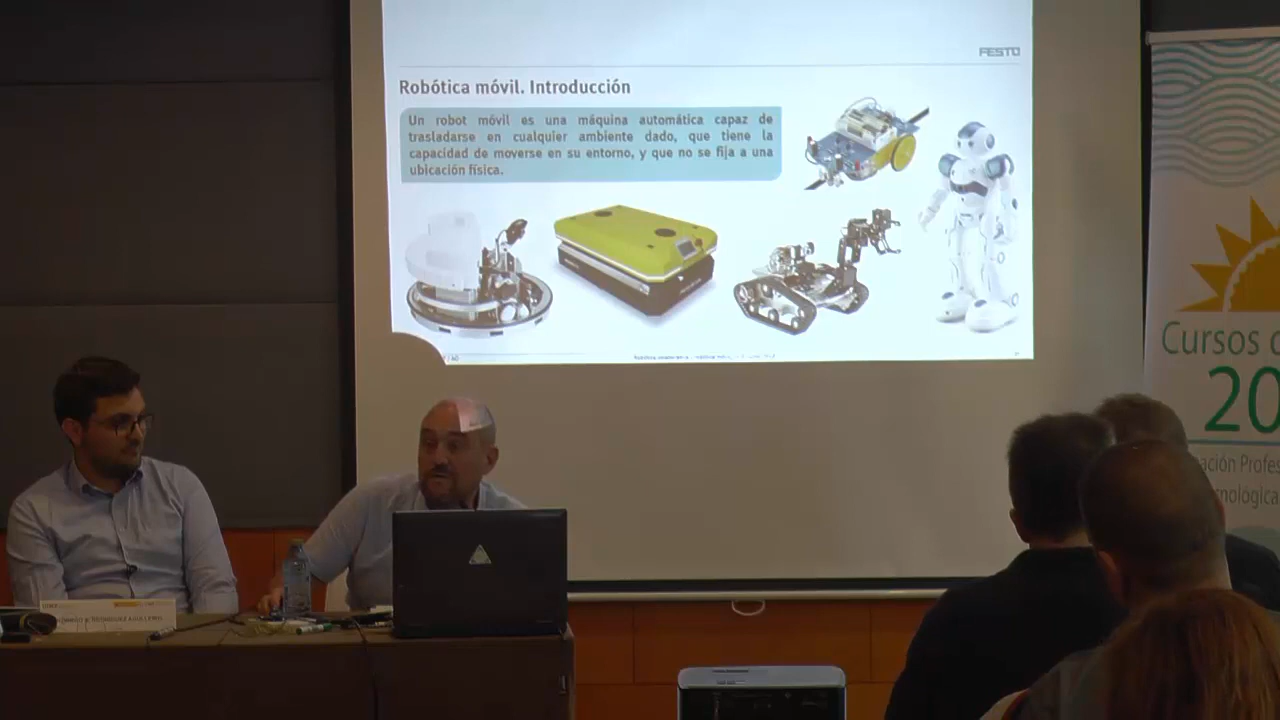 FESTO
Robótica móvil. Introducción
Un robot móvil es una máquina automática capaz de
trasladarse en cualquier ambiente dado, que tiene la
capacidad de moverse en su entorno, y que no se fija a una
ubicación física.
Cursos
20